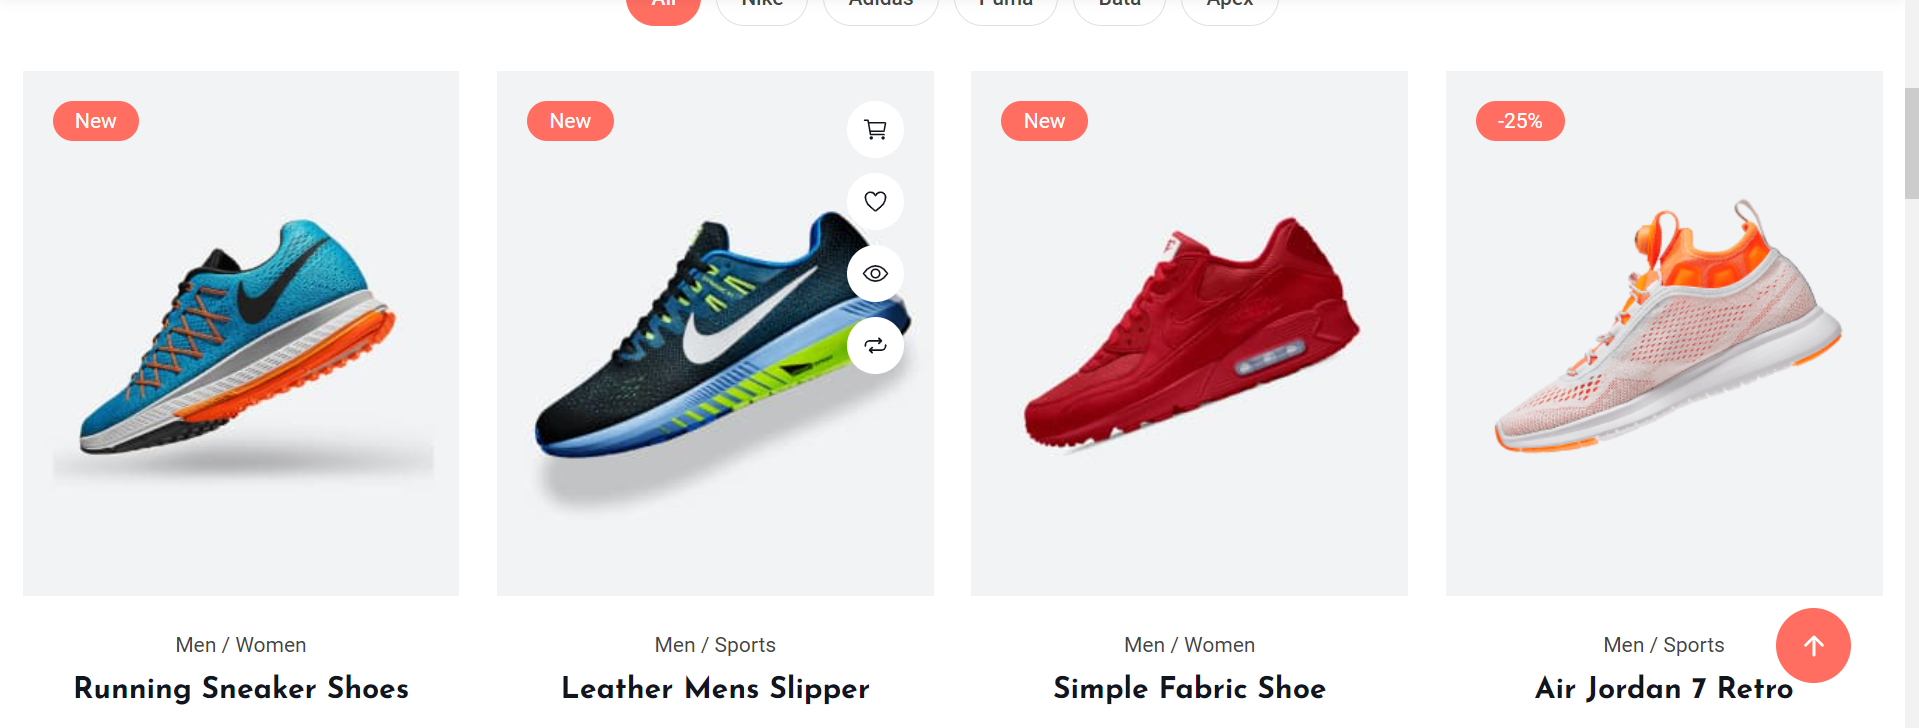 All Nike Adidas Puma Bata Apex
New New New -25%
Men / Women
Running Sneaker Shoes
Men / Sports
Leather Mens Slipper
Men / Women
Simple Fabric Shoe
Men / Sports
Air Jordan 7 Retro